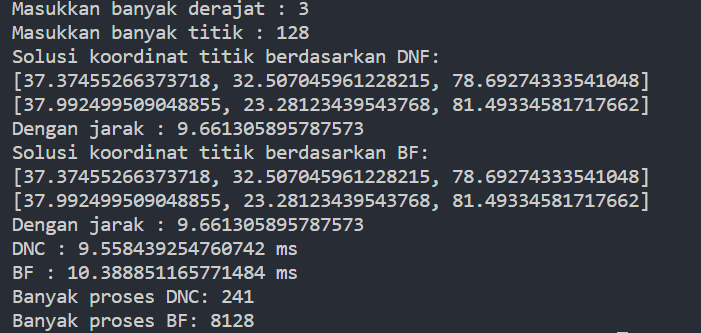 Masukkan banyak derajat : 3
Masukkan banyak titik : 128
Solusi koordinat titik berdasarkan DNF:
[37.37455266373718, 32.507045961228215, 78.69274333541048]
[37.992499509048855, 23.28123439543768, 81.49334581717662]
Dengan jarak : 9.661305895787573
Solusi koordinat titik berdasarkan BF:
[37.37455266373718, 32.507045961228215, 78.69274333541048]
[37.992499509048855, 23.28123439543768, 81.49334581717662]
Dengan jarak : 9.661305895787573
DNC : 9.558439254760742 ms
BF : 10.388851165771484 ms
Banyak proses DNC: 241
Banyak proses BF: 8128